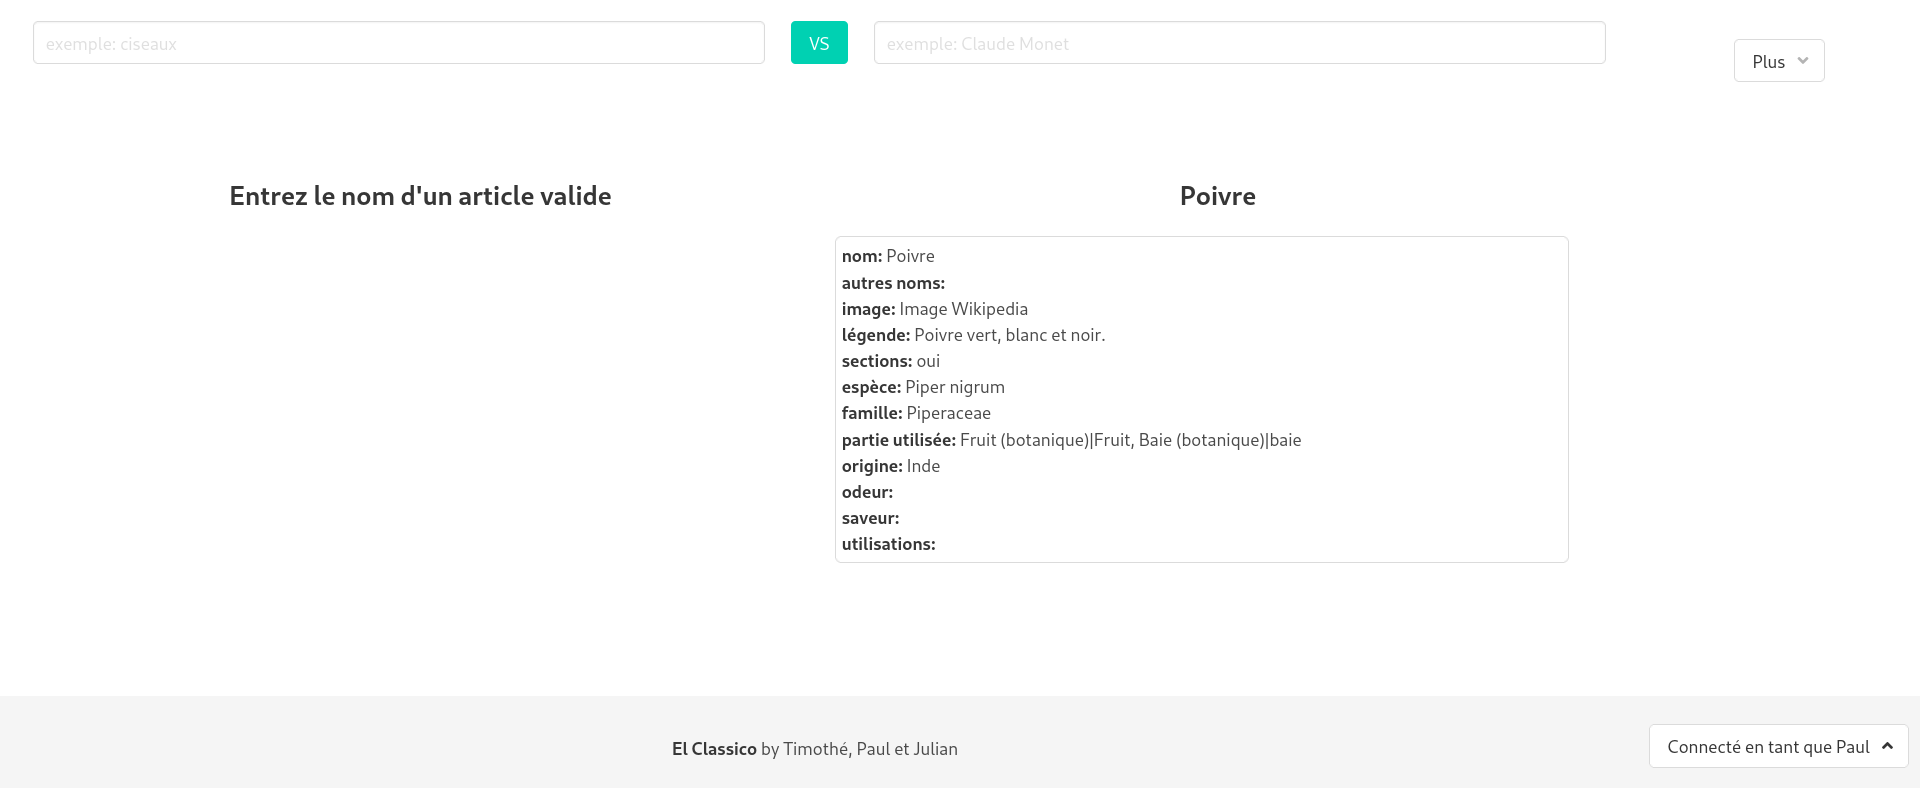 exemple: ciseaux
VS
exemple: Claude Monet
Plus
Entrez le nom d'un article valide
Poivre
nom: Poivre
autres noms:
image: Image Wikipedia
légende: Poivre vert, blanc et noir.
sections: oui
espèce: Piper nigrum
famille: Piperaceae
partie utilisée: Fruit (botanique)|Fruit, Baie (botanique)|baie
origine: Inde
odeur:
saveur:
utilisations:
El Classico by Timothé, Paul et Julian
Connecté en tant que Paul